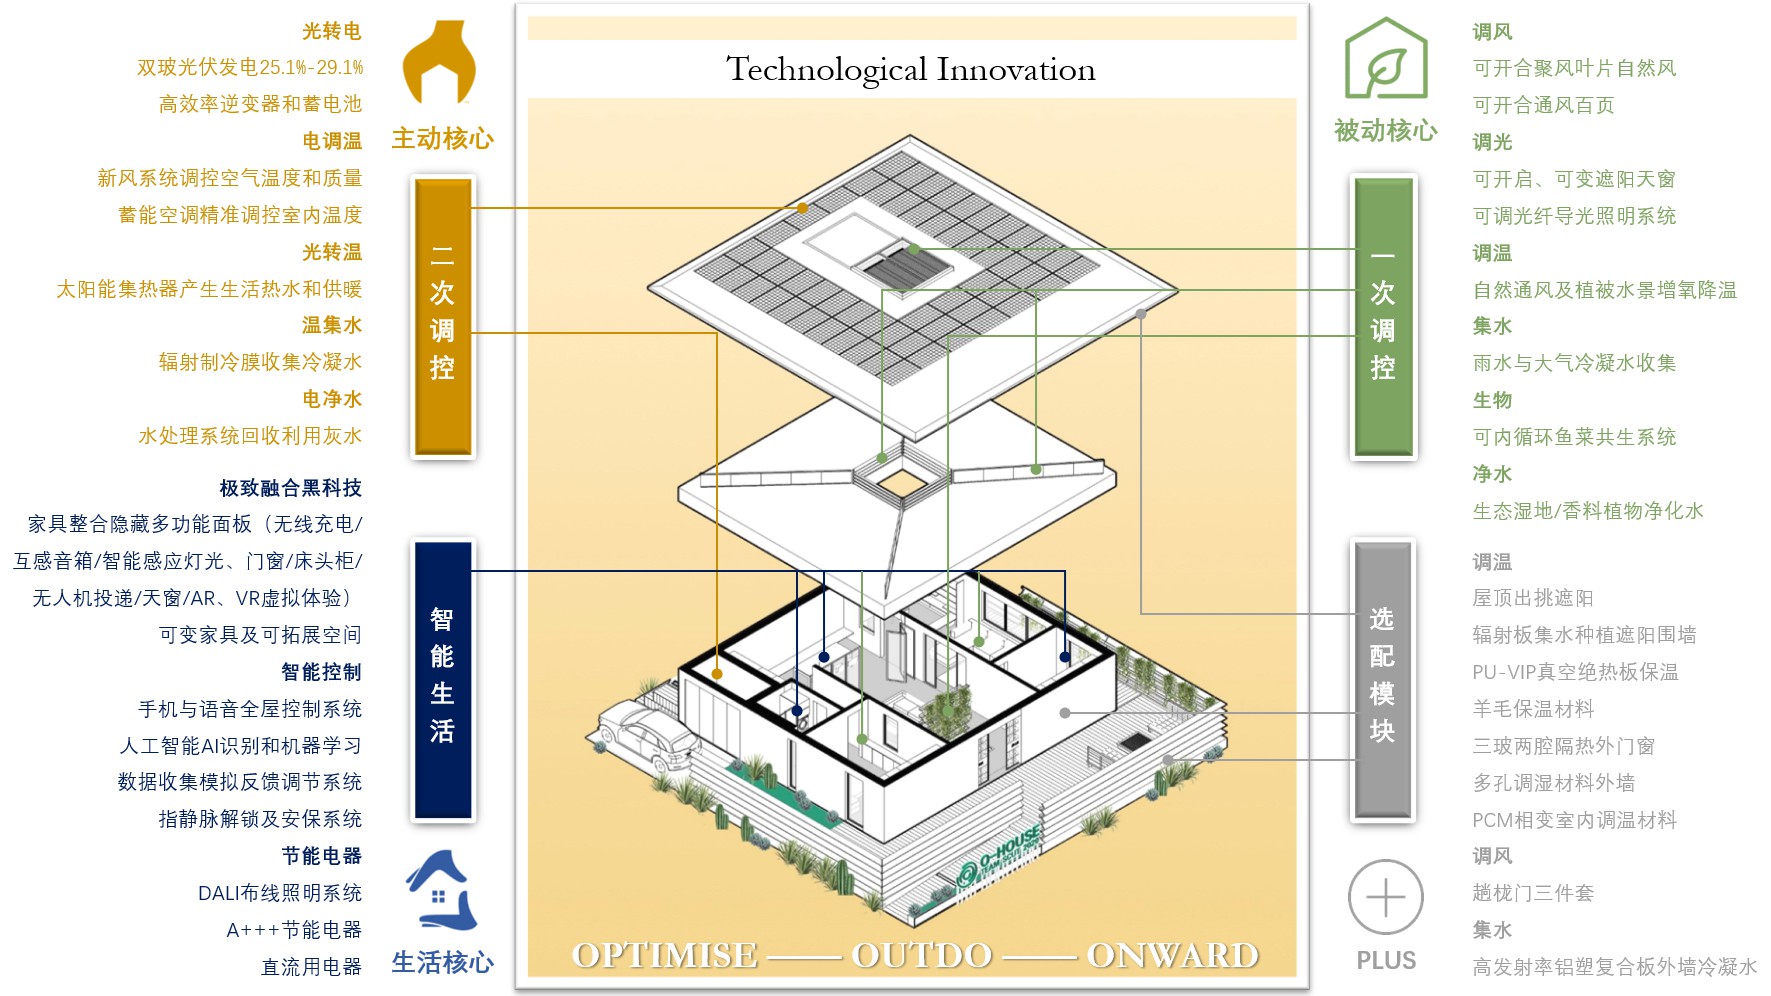 光转电
双玻光伏发电25.1%-29.1%
高效率逆变器和蓄电池
电调温
新风系统调控空气温度和质量
蓄能空调精准调控室内温度
光转温
太阳能集热器产生生活热水和供暖
温集水
辐射制冷膜收集冷凝水
电净水
水处理系统回收利用灰水
主动核心
二次调控
极致融合黑科技
家具整合隐藏多功能面板（无线充电/
互感音箱/智能感应灯光、门窗/床头柜/
无人机投递/天窗/AR、VR虚拟体验）
可变家具及可拓展空间
智能控制
手机与语音全屋控制系统
人工智能AI识别和机器学习
数据收集模拟反馈调节系统
指静脉解锁及安保系统
节能电器
DALI布线照明系统
A+++节能电器
直流用电器
智能生活
生活核心
Technological Innovation
O-HOUSE
OPTIMISE —— OUTDO —— ONWARD
被动核心
一次调控
调风
可开合聚风叶片自然风
可开合通风百页
调光
可开启、可变遮阳天窗
可调光纤导光照明系统
调温
自然通风及植被水景增氧降温
集水
雨水与大气冷凝水收集
生物
可内循环鱼菜共生系统
净水
生态湿地/香料植物净化水
选配模块
PLUS
调温
屋顶出挑遮阳
辐射板集水种植遮阳围墙
PU-VIP真空绝热板保温
羊毛保温材料
三玻两腔隔热外门窗
多孔调湿材料外墙
PCM相变室内调温材料
调风
趟栊门三件套
集水
高发射率铝塑复合板外墙冷凝水